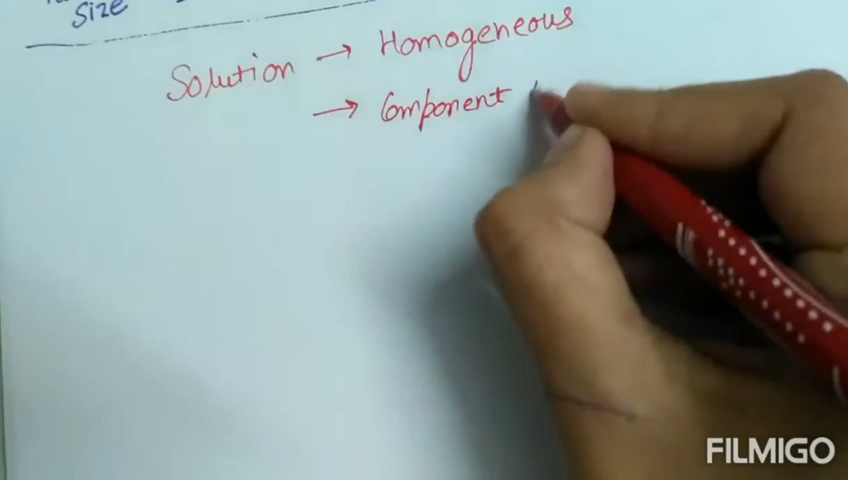 Size
Solution → Homogeneous
→ Component
FILMIGO